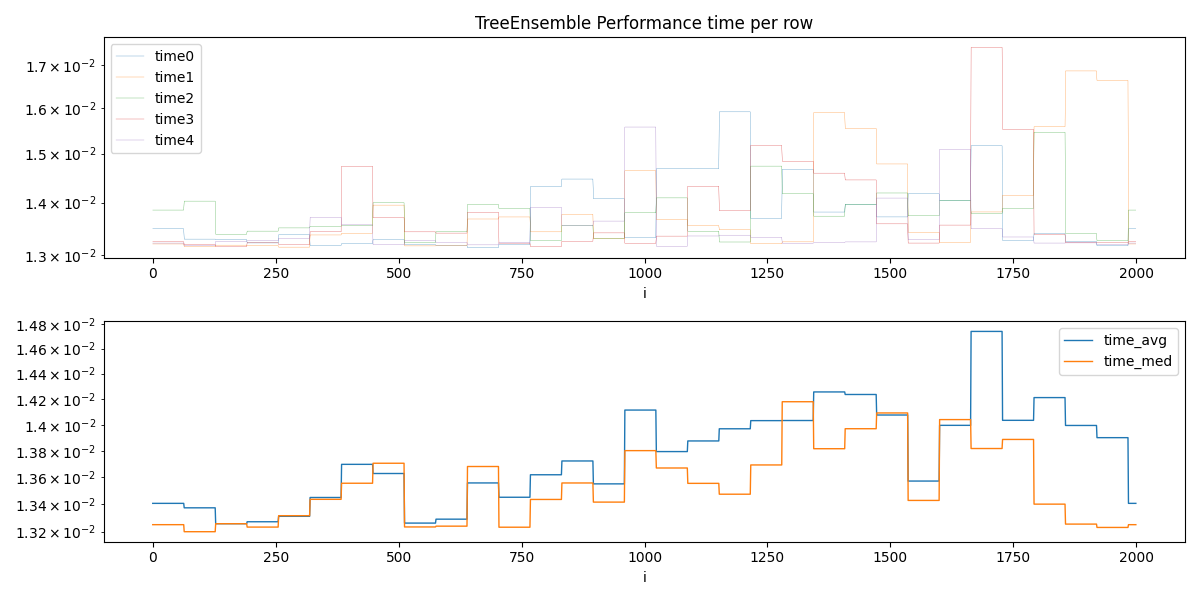 TreeEnsemble Performance time per row
time0
time1
time2
time3
time4
1.7 × 10⁻²
1.6 × 10⁻²
1.5 × 10⁻²
1.4 × 10⁻²
1.3 × 10⁻²
0 250 500 750 1000 1250 1500 1750 2000
i
time_avg
time_med
1.48 × 10⁻²
1.46 × 10⁻²
1.44 × 10⁻²
1.42 × 10⁻²
1.4 × 10⁻²
1.38 × 10⁻²
1.36 × 10⁻²
1.34 × 10⁻²
1.32 × 10⁻²
0 250 500 750 1000 1250 1500 1750 2000
i